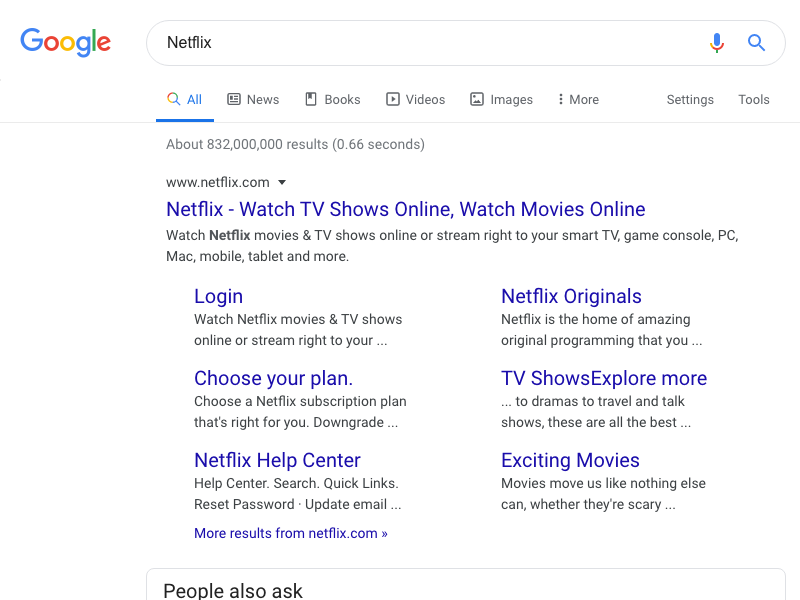 Google
Netflix
All
News
Books
Videos
Images
More
Settings
Tools
About 832,000,000 results (0.66 seconds)
www.netflix.com
Netflix - Watch TV Shows Online, Watch Movies Online
Watch Netflix movies & TV shows online or stream right to your smart TV, game console, PC,
Mac, mobile, tablet and more.
Login
Watch Netflix movies & TV shows
online or stream right to your ...
Netflix Originals
Netflix is the home of amazing
original programming that you ...
Choose your plan.
Choose a Netflix subscription plan
that's right for you. Downgrade ...
TV ShowsExplore more
... to dramas to travel and talk
shows, these are all the best ...
Netflix Help Center
Help Center. Search. Quick Links.
Reset Password · Update email ...
Exciting Movies
Movies move us like nothing else
can, whether they're scary ...
More results from netflix.com »
People also ask